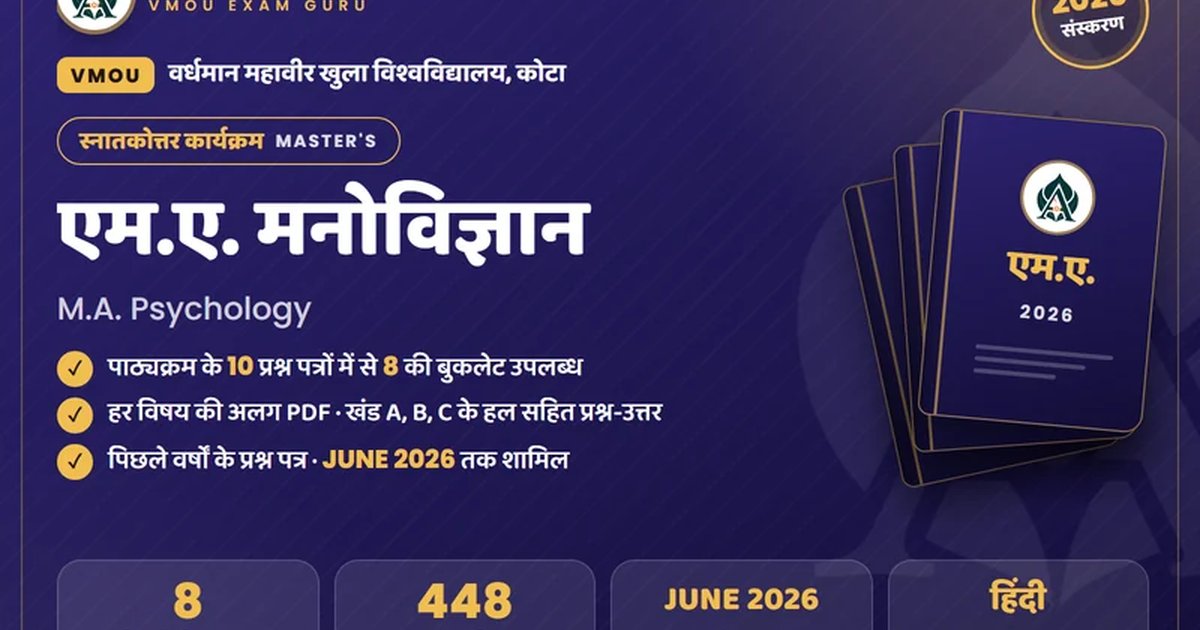 VMOU EXAM GURU
संस्करण
VMOU वर्धमान महावीर खुला विश्वविद्यालय, कोटा
स्नातकोत्तर कार्यक्रम MASTER'S
एम.ए. मनोविज्ञान
M.A. Psychology
पाठ्यक्रम के 10 प्रश्न पत्रों में से 8 की बुकलेट उपलब्ध
हर विषय की अलग PDF · खंड A, B, C के हल सहित प्रश्न-उत्तर
पिछले वर्षों के प्रश्न पत्र · JUNE 2026 तक शामिल
एम.ए.
2026
8
448
JUNE 2026
हिंदी